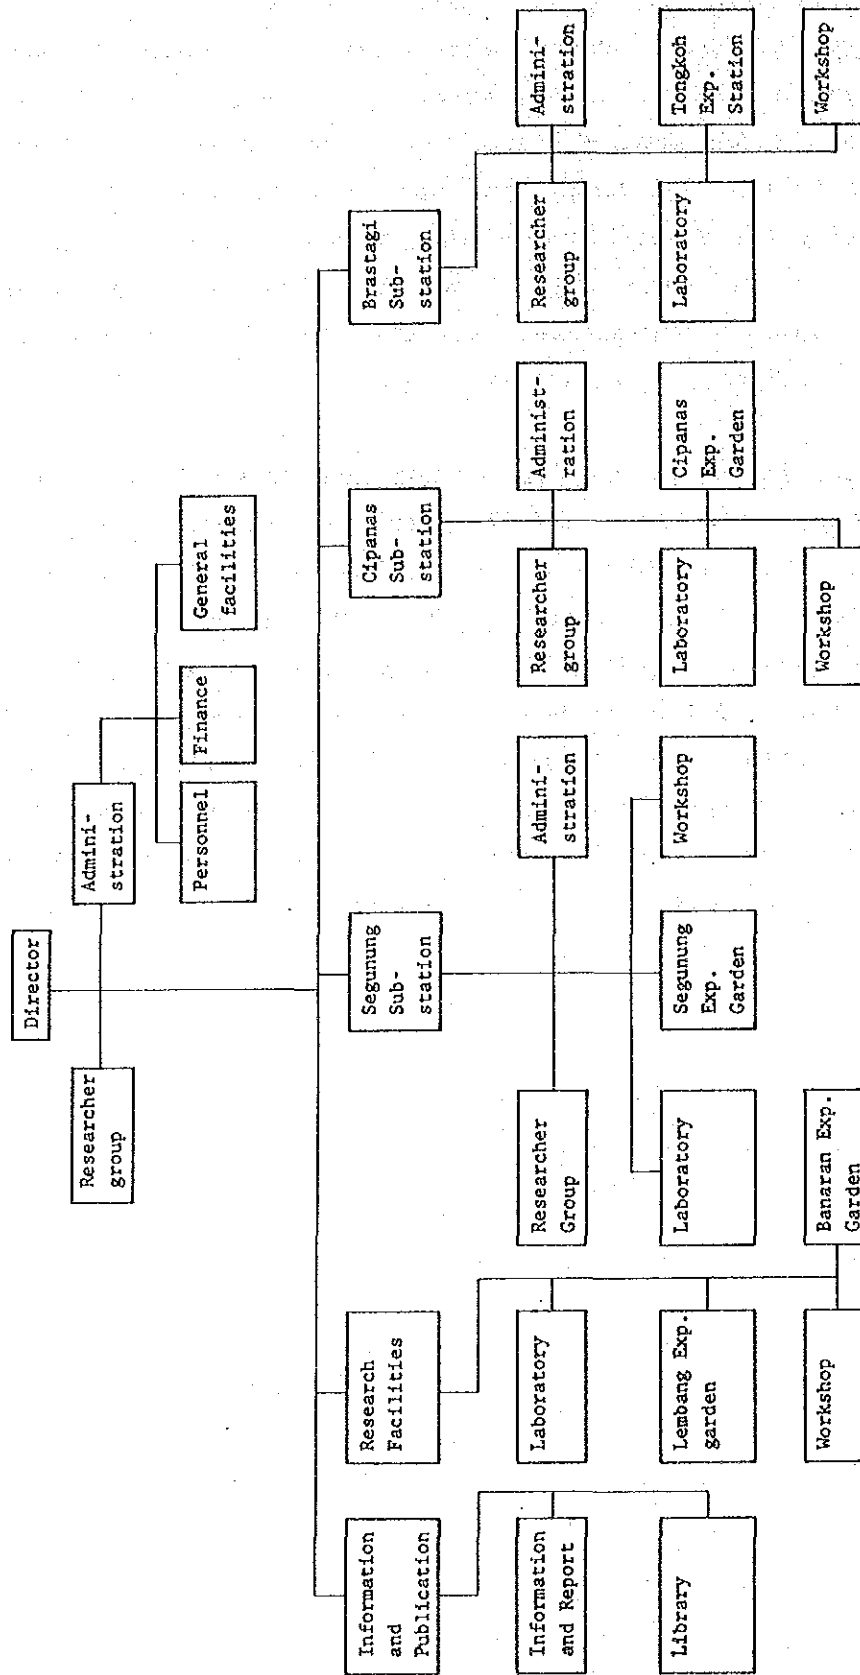 Director
Researcher
group
Admini-
stration
Personnel
Finance
General
facilities
Information
and
Publication
Research
Facilities
Segunung
Sub-
station
Cipanas
Sub-
station
Brastagi
Sub-
station
Information
and Report
Laboratory
Researcher
Group
Admini-
stration
Researcher
group
Administ-
ration
Researcher
group
Admini-
stration
Library
Lembang Exp.
garden
Laboratory
Segunung
Exp.
Garden
Workshop
Laboratory
Cipanas
Exp.
Garden
Laboratory
Tongkoh
Exp.
Station
Workshop
Banaran Exp.
Garden
Workshop
Workshop